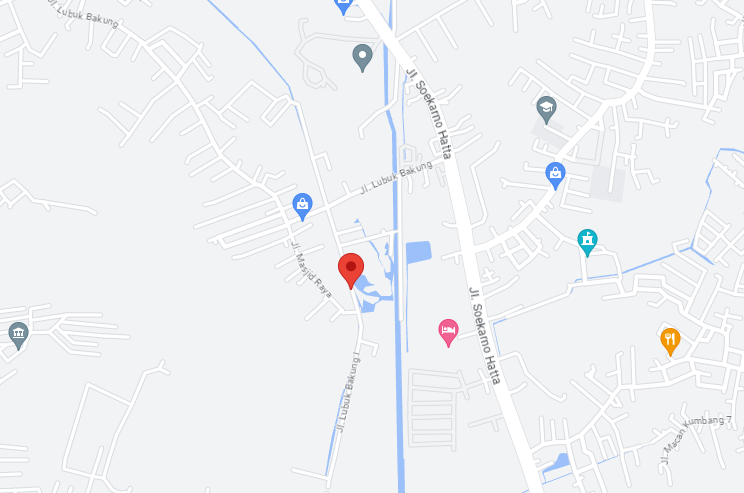 Jl. Lubuk Bakung
Jl. Soekarno Hatta
Jl. Lubuk Bakung
Jl. Masjid Raya
Jl. Soekarno Hatta
Jl. Lubuk Bakung I
Jl. Macan Kumbang 7